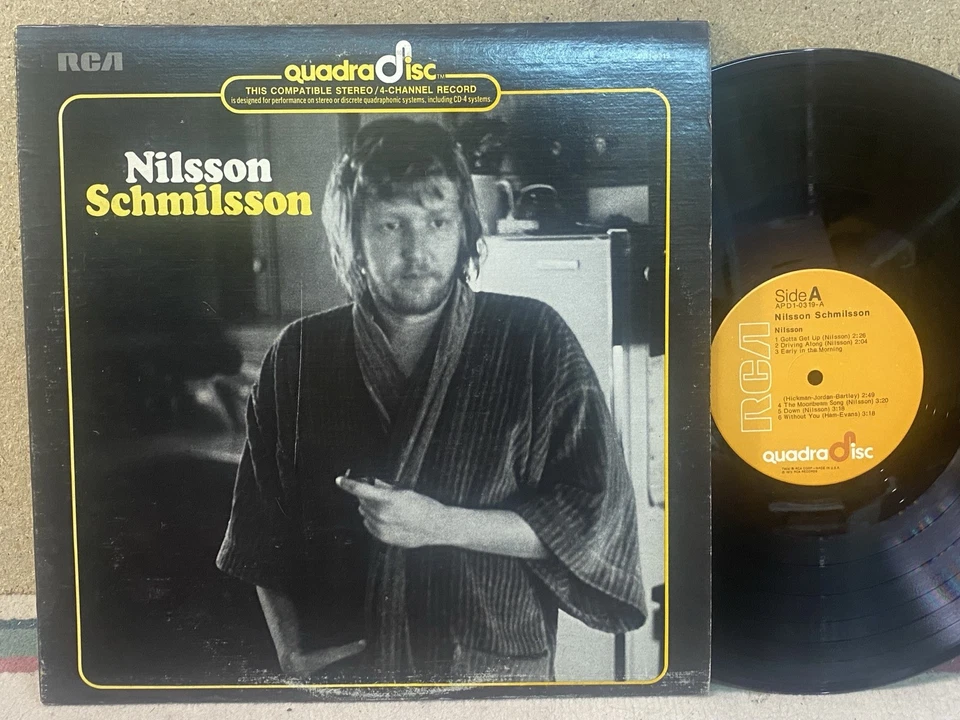 RCA
quadradisc™
THIS COMPATIBLE STEREO/4-CHANNEL RECORD
is designed for performance on stereo or discrete quadraphonic systems, including CD-4 systems.
Nilsson
Schmilsson
Side A
APD1-0319-A
Nilsson Schmilsson
Nilsson
1 Gotta Get Up (Nilsson) 2:26
2 Driving Along (Nilsson) 2:04
3 Early in the Morning
(Hickman-Jordan-Bartley) 2:49
4 The Moonbeam Song (Nilsson) 3:20
5 Down (Nilsson) 3:18
6 Without You (Ham-Evans) 3:18
RCA
quadradisc